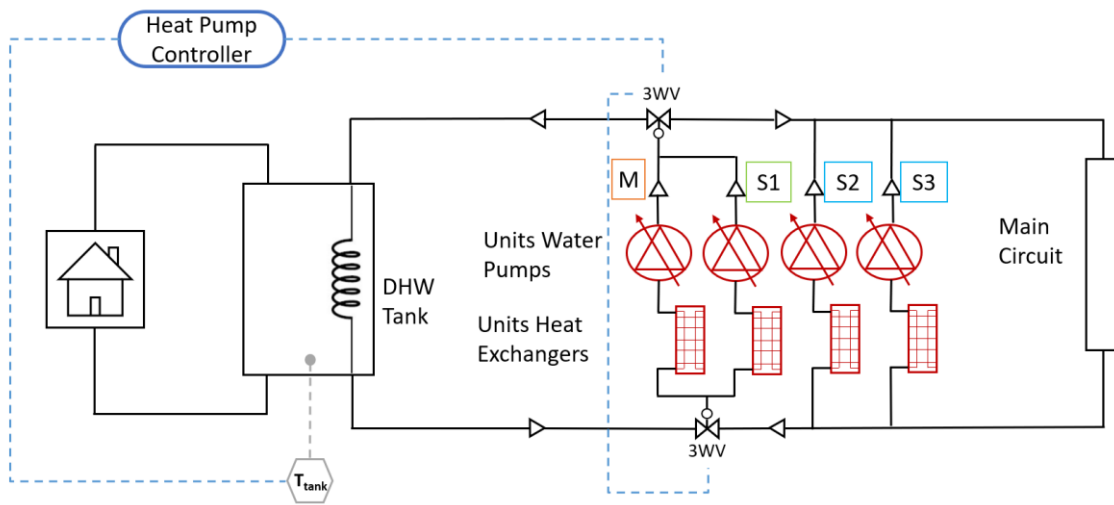 Heat Pump
Controller
3WV
M
S1
S2
S3
Units Water
Pumps
Main
Circuit
DHW
Tank
Units Heat
Exchangers
3WV
Ttank